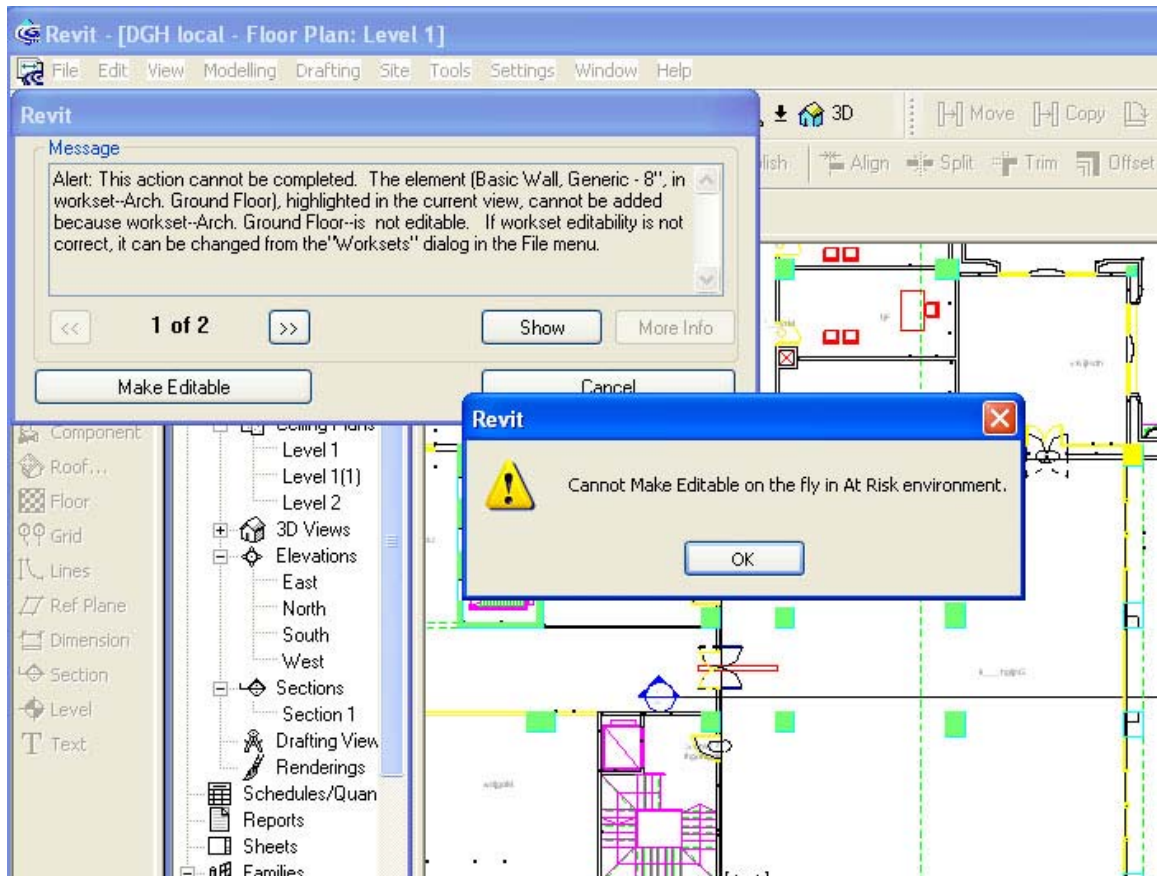 Revit - [DGH local - Floor Plan: Level 1]
File Edit View Modelling Drafting Site Tools Settings Window Help
Revit
3D Move Copy
Message
Align Split Trim Offset
Alert: This action cannot be completed. The element (Basic Wall, Generic - 8", in
workset--Arch. Ground Floor), highlighted in the current view, cannot be added
because workset--Arch. Ground Floor--is not editable. If workset editability is not
correct, it can be changed from the"Worksets" dialog in the File menu.
<< 1 of 2 >> Show More Info
Make Editable Cancel
Revit
Cannot Make Editable on the fly in At Risk environment.
OK
Component
Roof...
Floor
Grid
Lines
Ref Plane
Dimension
Section
Level
Text
Ceiling Plans
Level 1
Level 1(1)
Level 2
3D Views
Elevations
East
North
South
West
Sections
Section 1
Drafting View
Renderings
Schedules/Quan
Reports
Sheets
Families